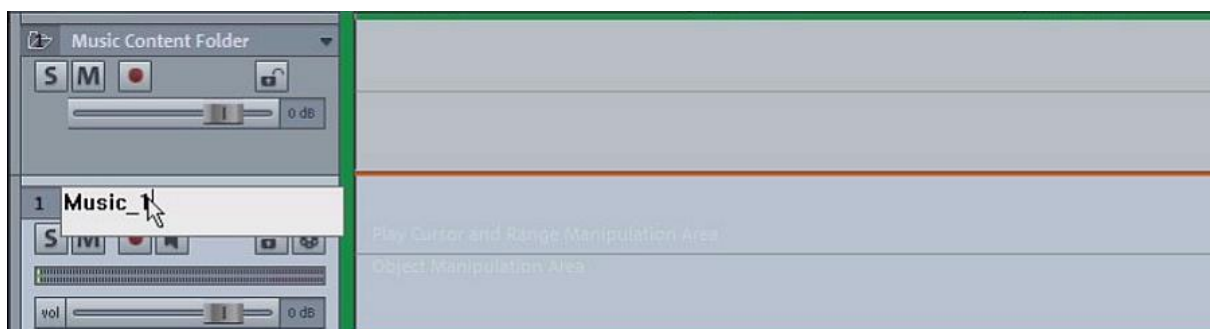 Music Content Folder
S M
0 dB
1 Music_1
S M
Play Cursor and Range Manipulation Area
Object Manipulation Area
vol 0 dB